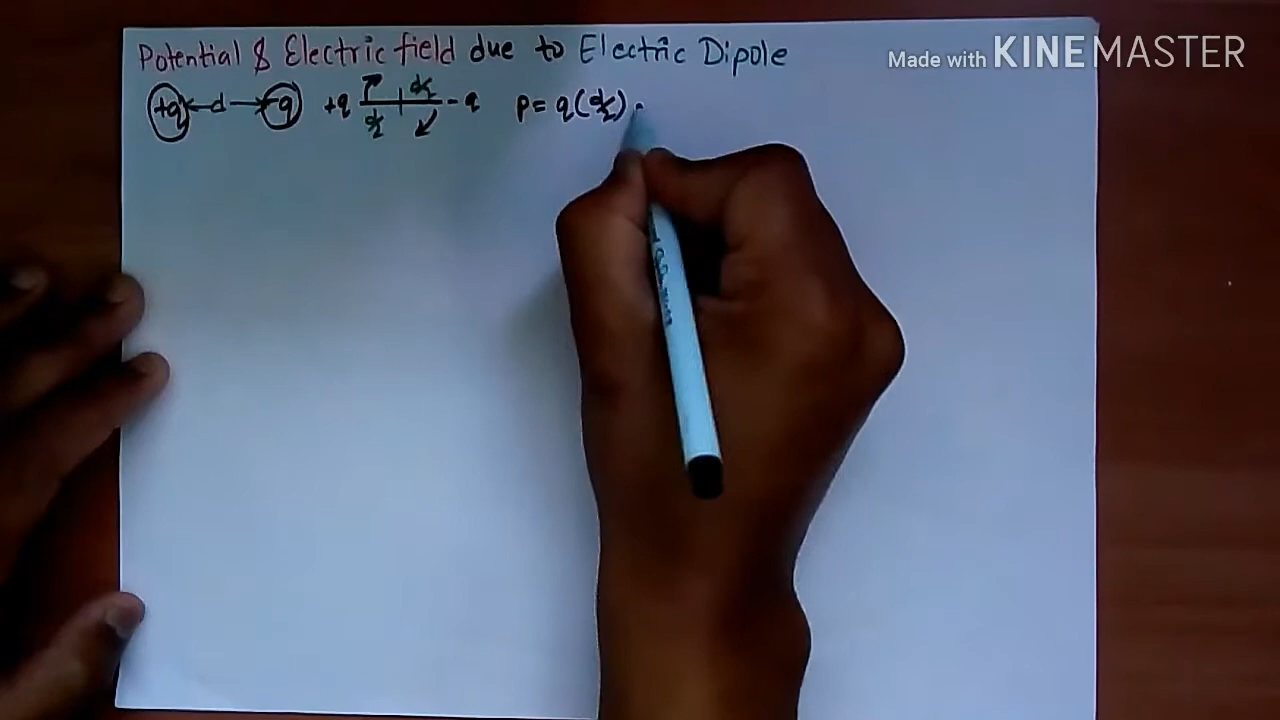 Potential & Electric field due to Electric Dipole
Made with KINEMASTER
+q d -q +q d/2 d/2 -q p = q(d/2) -